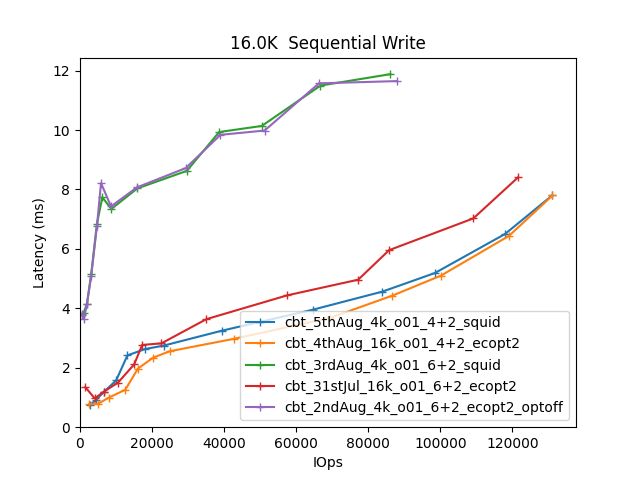 16.0K  Sequential Write
12
10
8
6
4
2
0
Latency (ms)
0 20000 40000 60000 80000 100000 120000
IOps
cbt_5thAug_4k_o01_4+2_squid
cbt_4thAug_16k_o01_4+2_ecopt2
cbt_3rdAug_4k_o01_6+2_squid
cbt_31stJul_16k_o01_6+2_ecopt2
cbt_2ndAug_4k_o01_6+2_ecopt2_optoff